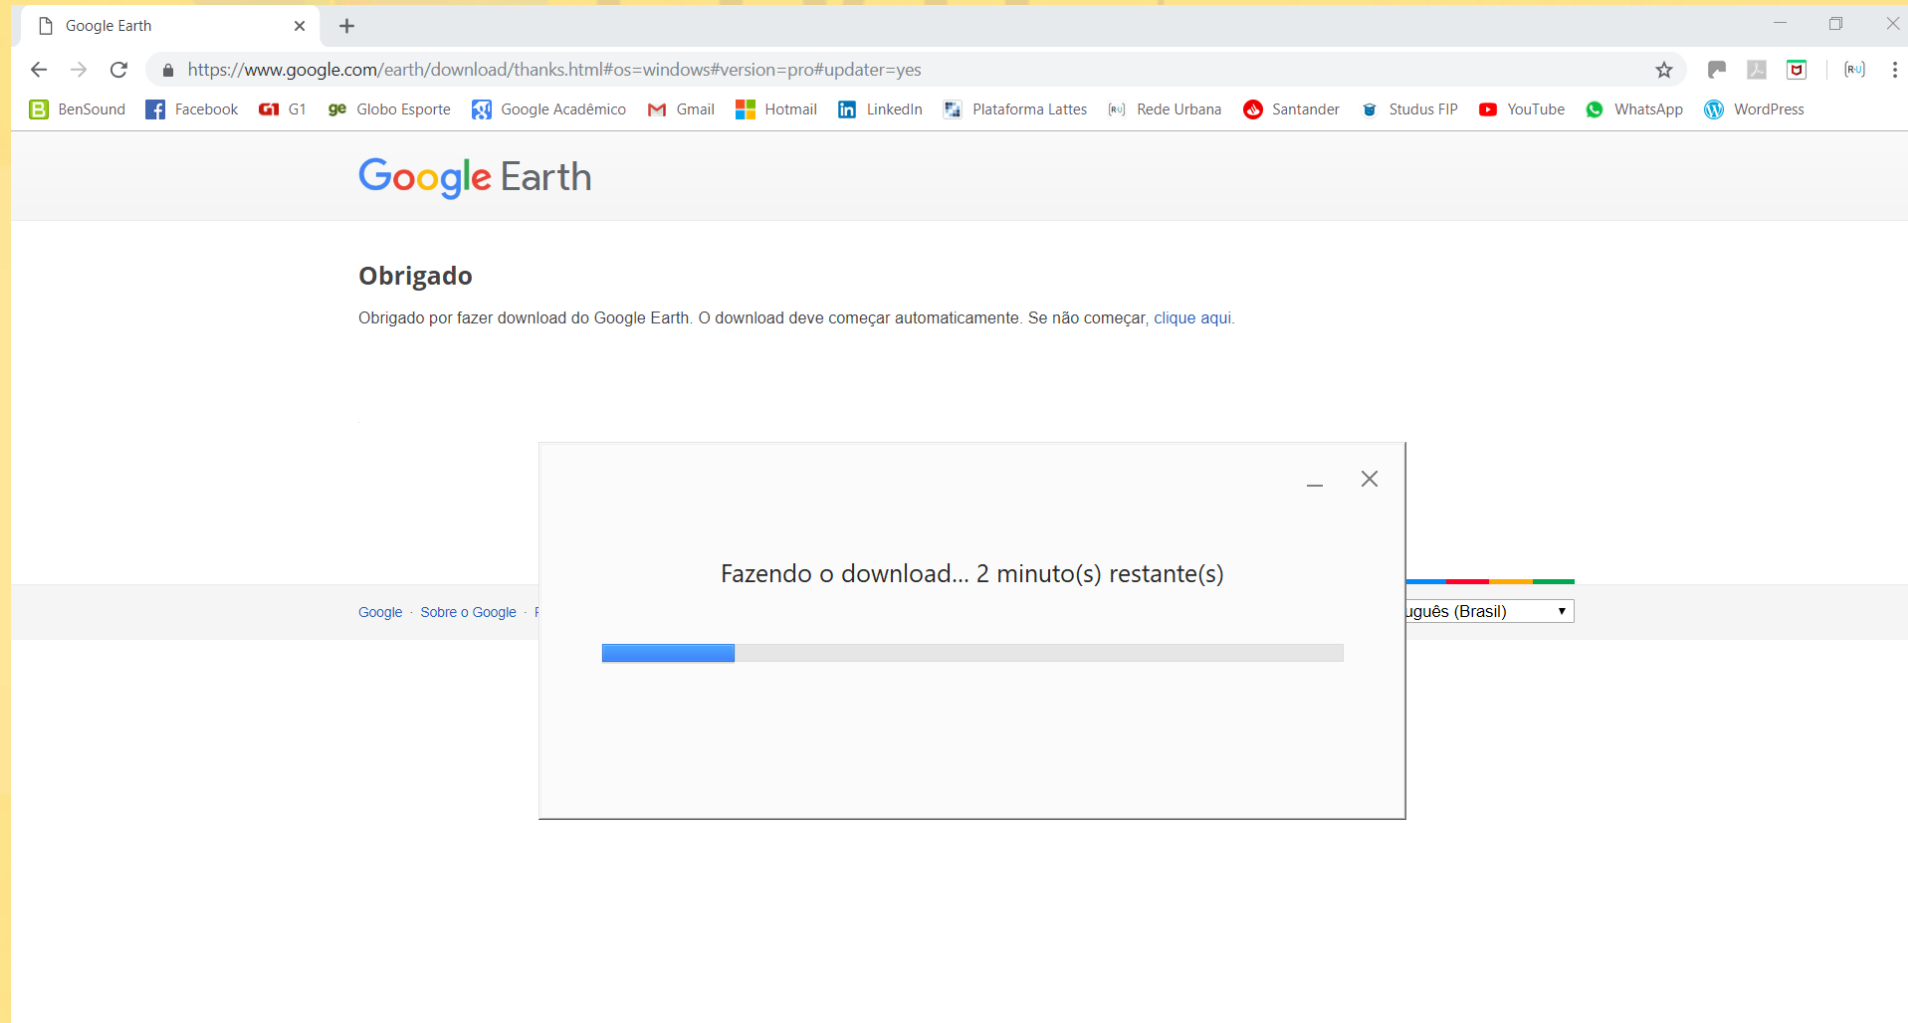 Google Earth
https://www.google.com/earth/download/thanks.html#os=windows#version=pro#updater=yes
BenSound Facebook G1 G1 ge Globo Esporte Google Acadêmico Gmail Hotmail in LinkedIn Plataforma Lattes (R·U) Rede Urbana Santander Studus FIP YouTube WhatsApp WordPress
Google Earth
Obrigado
Obrigado por fazer download do Google Earth. O download deve começar automaticamente. Se não começar, clique aqui.
Fazendo o download... 2 minuto(s) restante(s)
Google · Sobre o Google ·
uguês (Brasil)